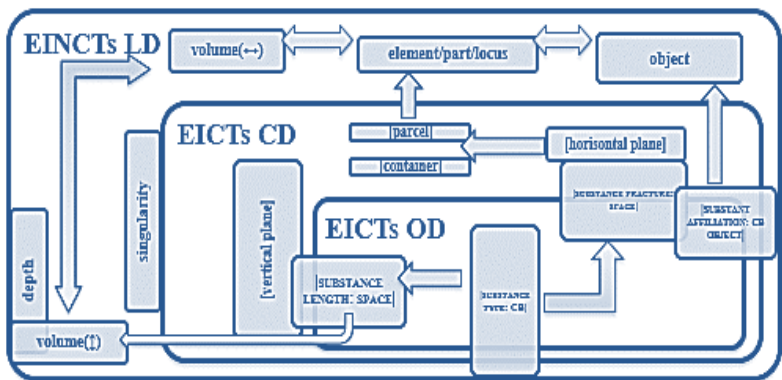 EINCTs LD
volume(↔)
element/part/locus
object
EICTs CD
|parcel|
|container|
[horisontal plane]
singularity
[vertical plane]
depth
volume(↕)
EICTs OD
|SUBSTANCE FRACTURE:
SPACE|
|SUBSTANT
AFFILIATION: CB
OBJECT|
|SUBSTANCE
LENGTH: SPACE|
|SUBSTANCE
TYPE: CB|